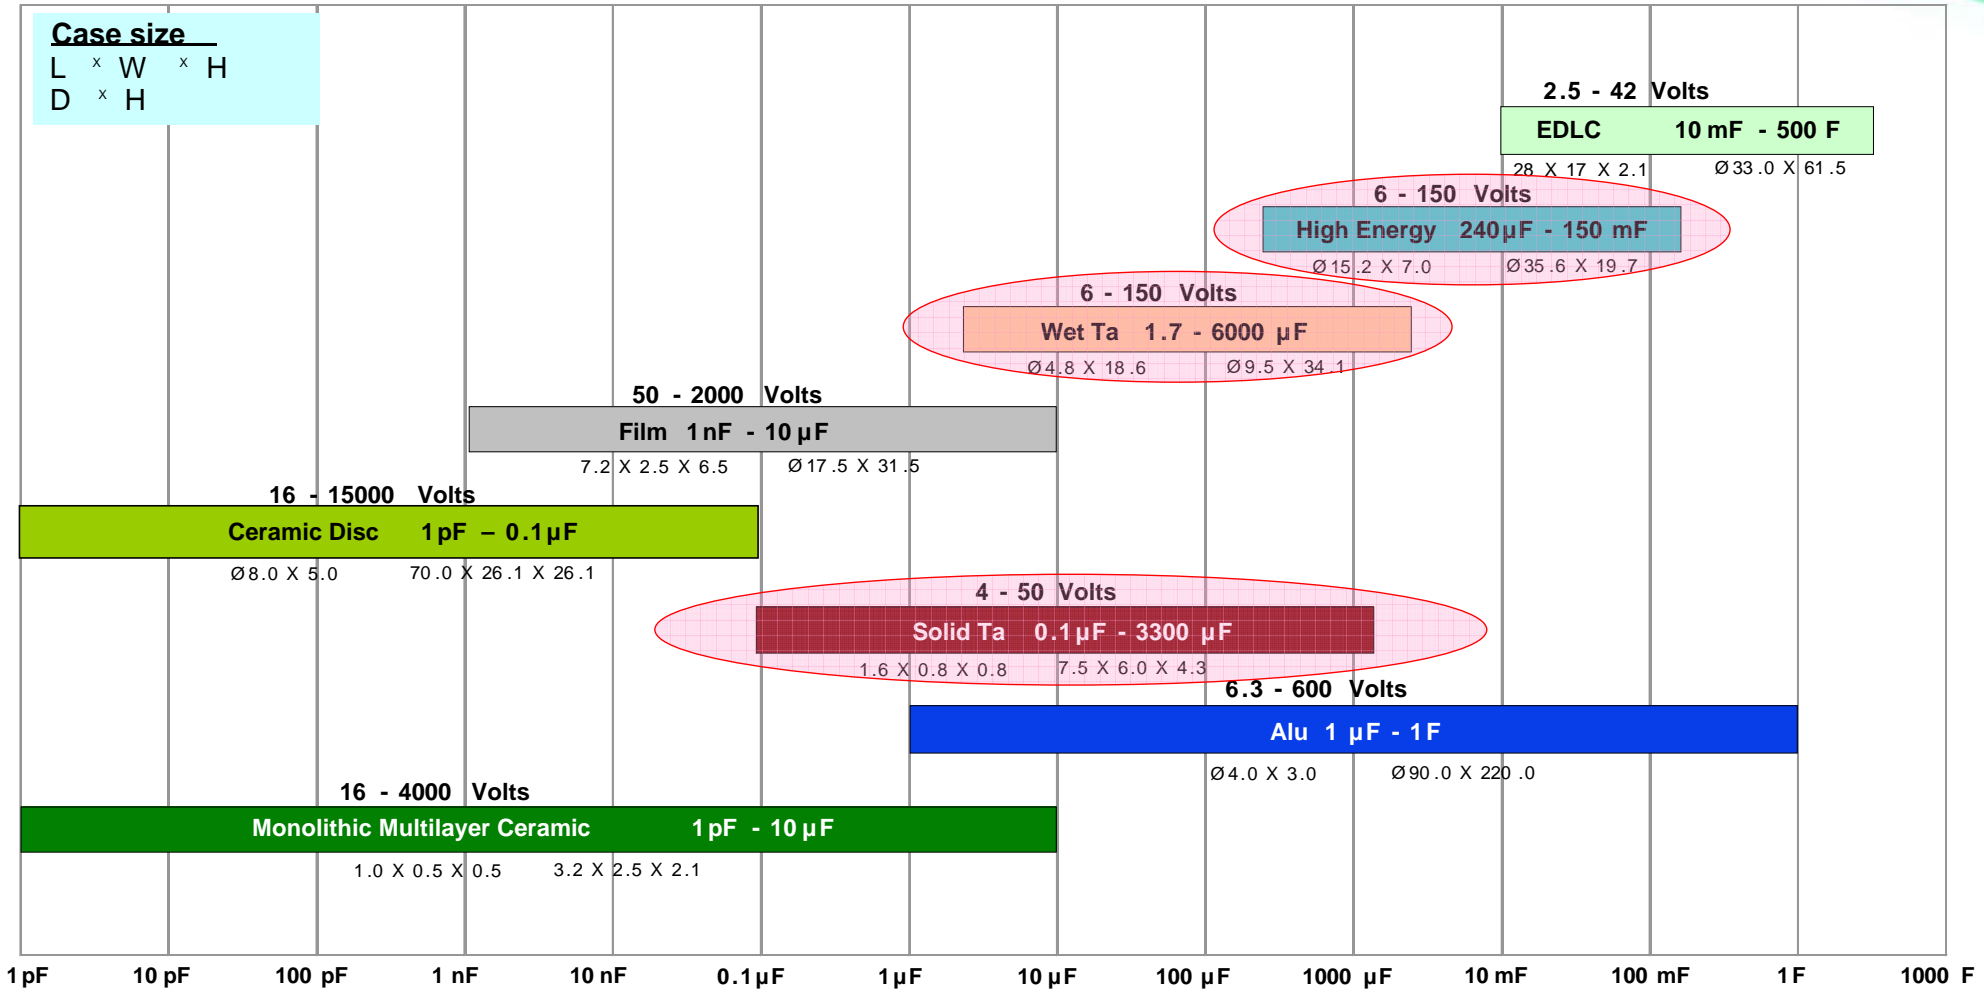 Case size
L x W x H
D x H
2.5 - 42 Volts
EDLC 10 mF - 500 F
28 X 17 X 2.1 Ø33.0 X 61.5
6 - 150 Volts
High Energy 240µF - 150 mF
Ø15.2 X 7.0 Ø35.6 X 19.7
6 - 150 Volts
Wet Ta 1.7 - 6000 µF
Ø4.8 X 18.6 Ø9.5 X 34.1
50 - 2000 Volts
Film 1nF - 10µF
7.2 X 2.5 X 6.5 Ø17.5 X 31.5
16 - 15000 Volts
Ceramic Disc 1pF – 0.1µF
Ø8.0 X 5.0 70.0 X 26.1 X 26.1
4 - 50 Volts
Solid Ta 0.1µF - 3300 µF
1.6 X 0.8 X 0.8 7.5 X 6.0 X 4.3
6.3 - 600 Volts
Alu 1 µF - 1F
Ø4.0 X 3.0 Ø90.0 X 220.0
16 - 4000 Volts
Monolithic Multilayer Ceramic 1pF - 10µF
1.0 X 0.5 X 0.5 3.2 X 2.5 X 2.1
1pF 10 pF 100 pF 1 nF 10 nF 0.1µF 1µF 10 µF 100 µF 1000 µF 10 mF 100 mF 1F 1000 F